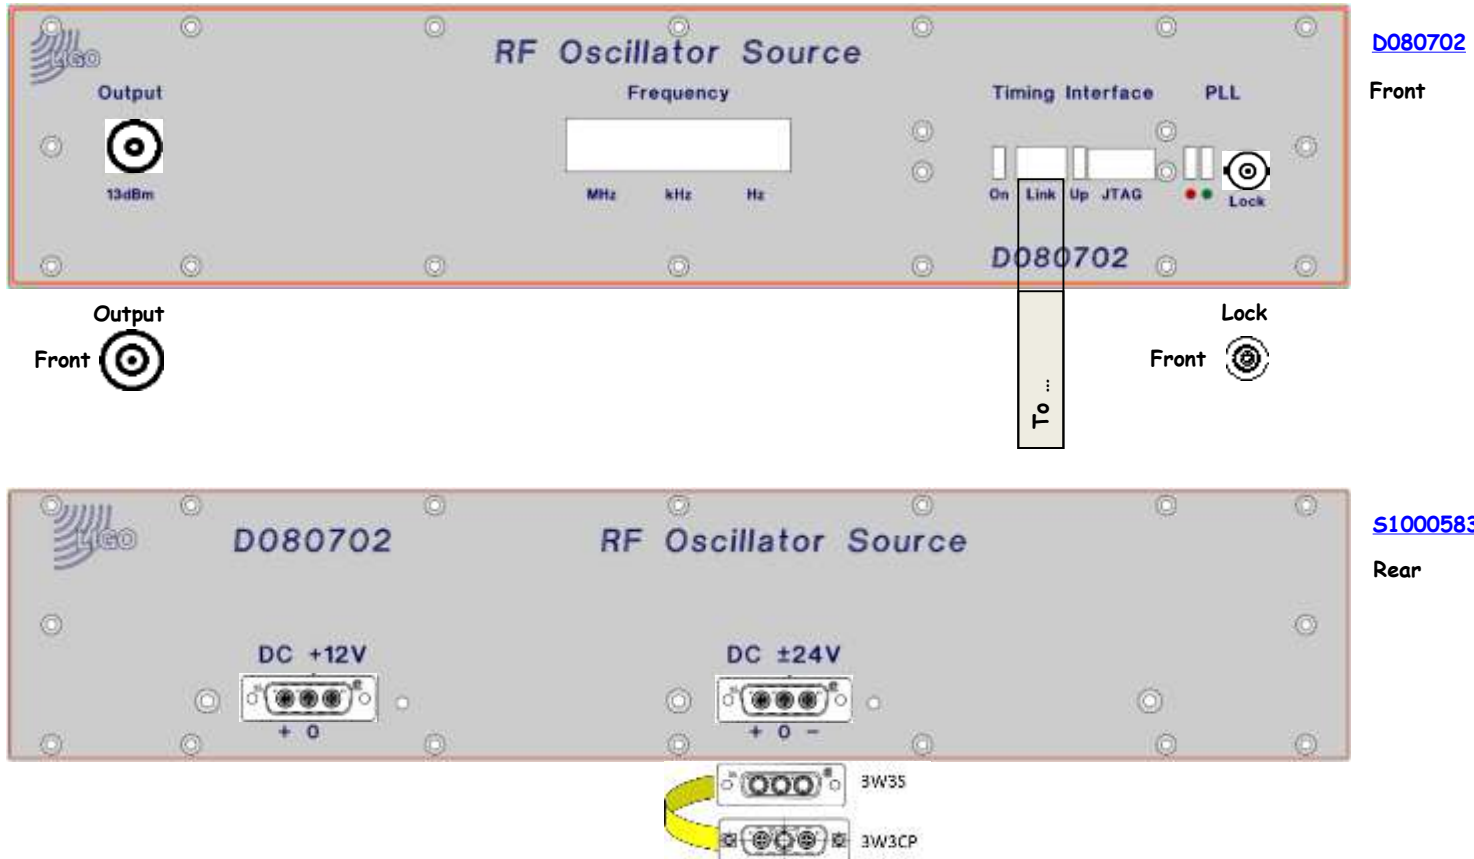 LIGO
RF Oscillator Source
D080702
Output
Frequency
Timing Interface
PLL
Front
13dBm
MHz kHz Hz
On Link Up JTAG
Lock
D080702
Output
Lock
Front
Front
To ...
LIGO
D080702
RF Oscillator Source
S1000583
Rear
DC +12V
DC ±24V
+ 0
+ 0 -
3W3S
3W3CP